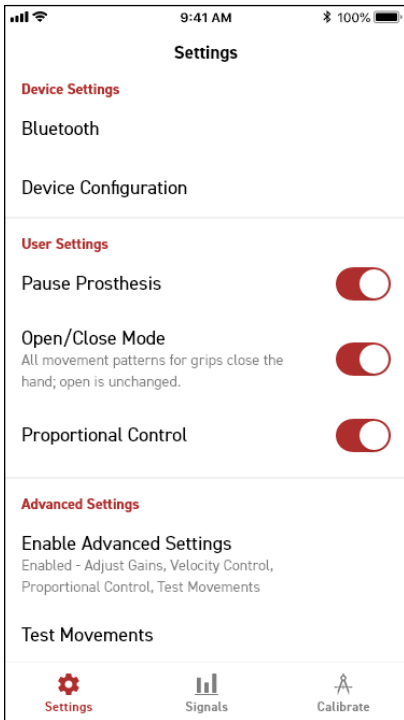 9:41 AM
100%
Settings
Device Settings
Bluetooth
Device Configuration
User Settings
Pause Prosthesis
Open/Close Mode
All movement patterns for grips close the
hand; open is unchanged.
Proportional Control
Advanced Settings
Enable Advanced Settings
Enabled - Adjust Gains, Velocity Control,
Proportional Control, Test Movements
Test Movements
Settings
Signals
Calibrate